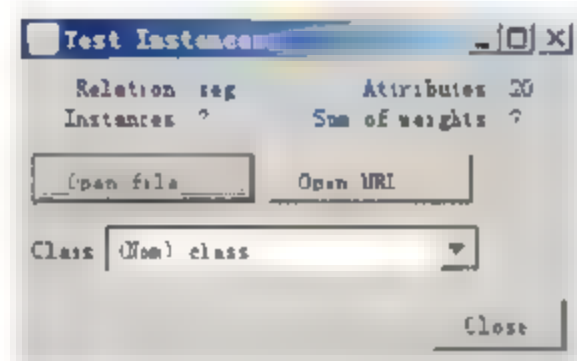 Test Instances
Relation seg Attributes 20
Instances ? Sum of weights ?
Open file Open URL
Class (Nom) class
Close